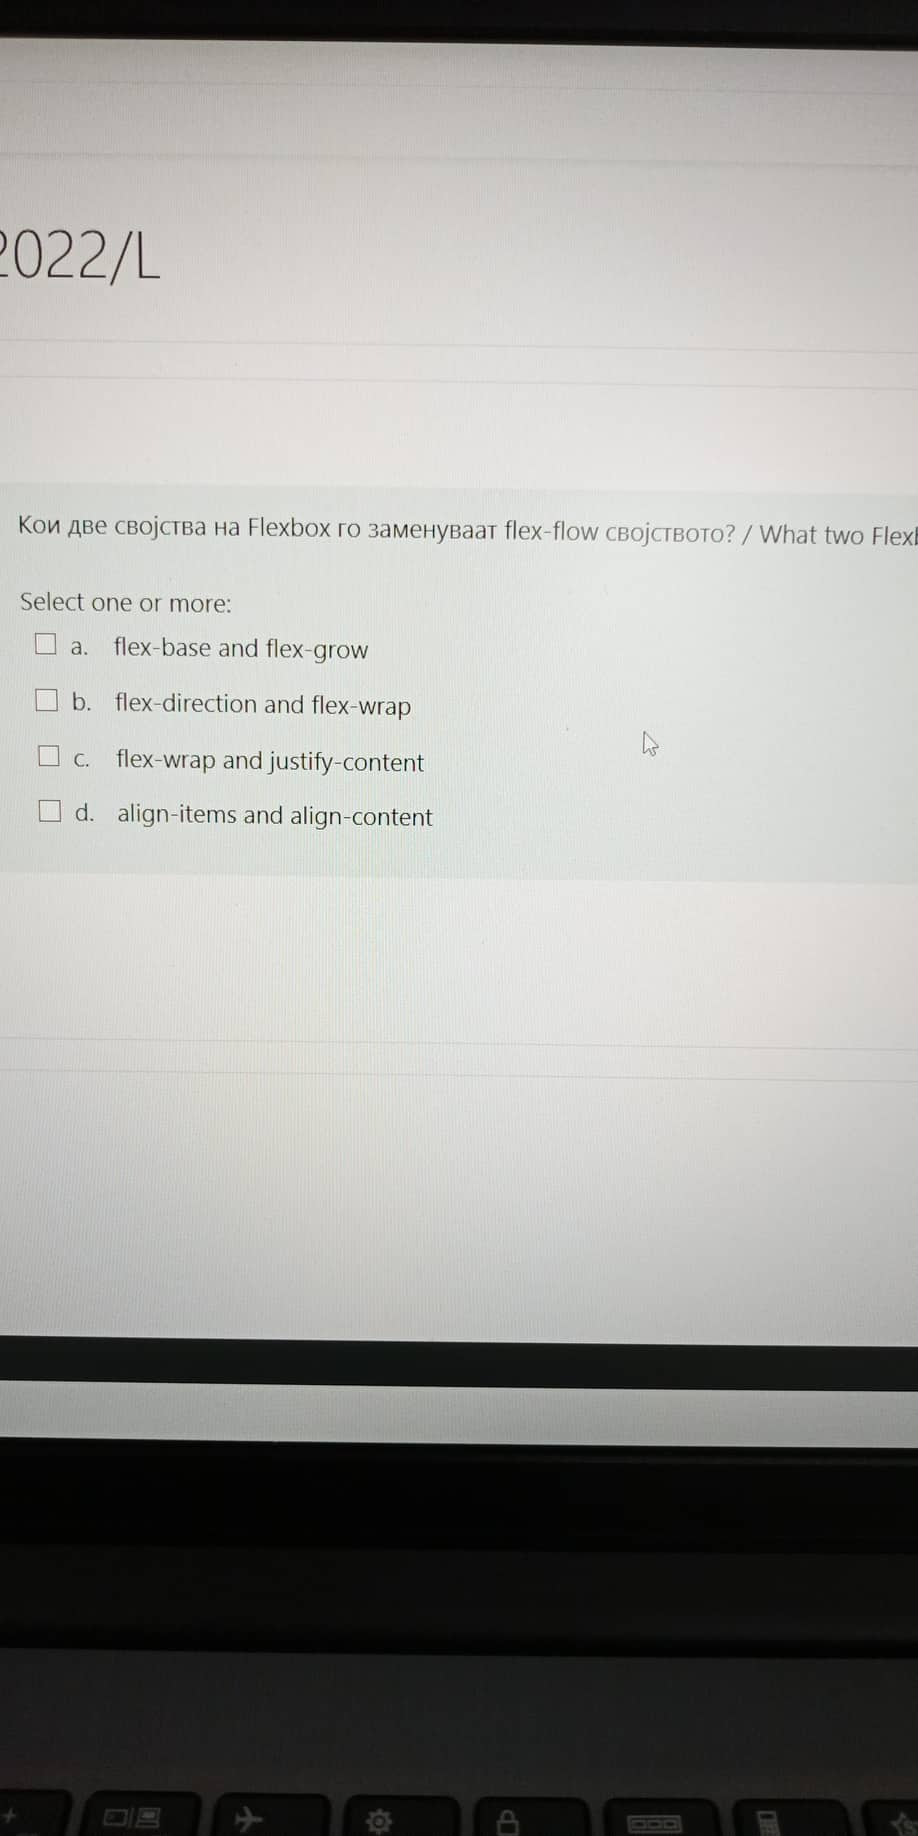 2022/L
Кои две својства на Flexbox го заменуваат flex-flow својството? / What two Flex
Select one or more:
a. flex-base and flex-grow
b. flex-direction and flex-wrap
c. flex-wrap and justify-content
d. align-items and align-content